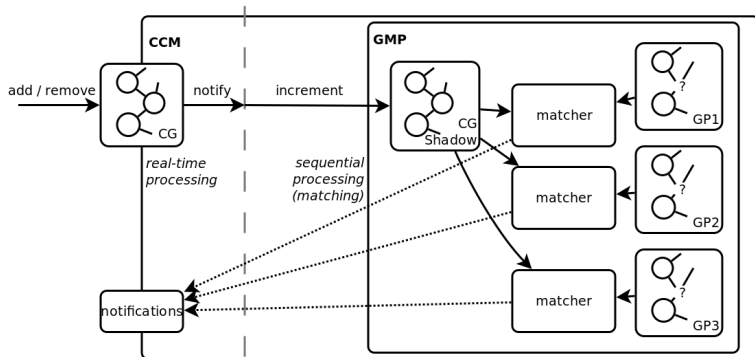 CCM
GMP
add / remove
notify
increment
CG
CG
Shadow
matcher
?
GP1
real-time
processing
sequential
processing
(matching)
matcher
?
GP2
notifications
matcher
?
GP3